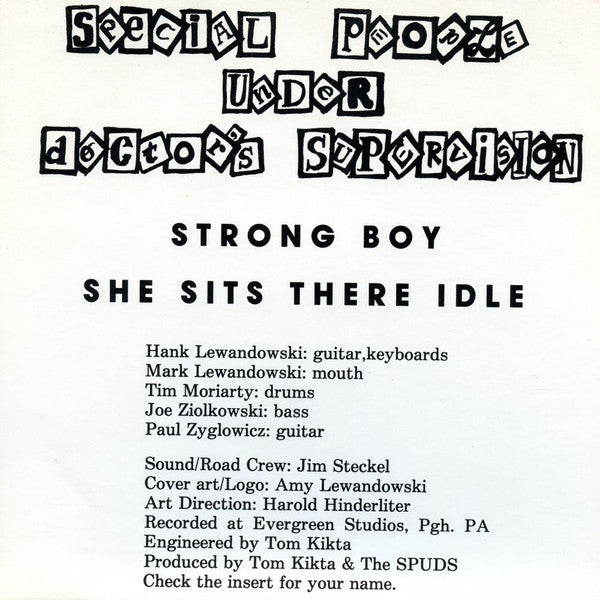 Special People
Under
doctor's Supervision
STRONG BOY
SHE SITS THERE IDLE
Hank Lewandowski: guitar,keyboards
Mark Lewandowski: mouth
Tim Moriarty: drums
Joe Ziolkowski: bass
Paul Zyglowicz: guitar
Sound/Road Crew: Jim Steckel
Cover art/Logo: Amy Lewandowski
Art Direction: Harold Hinderliter
Recorded at Evergreen Studios, Pgh. PA
Engineered by Tom Kikta
Produced by Tom Kikta & The SPUDS
Check the insert for your name.